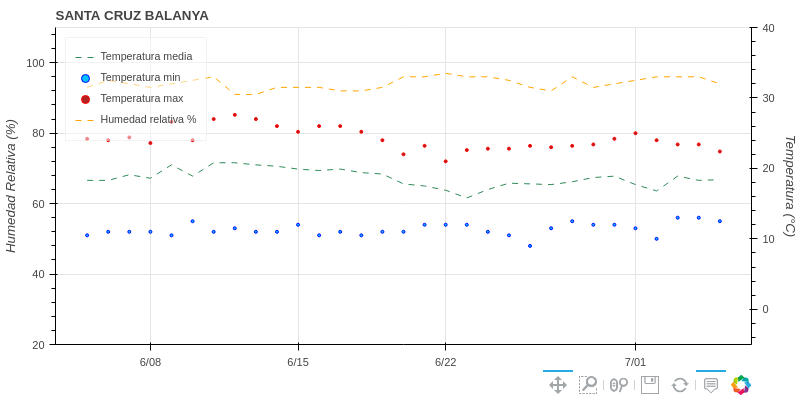 SANTA CRUZ BALANYA
Temperatura media
Temperatura min
Temperatura max
Humedad relativa %
Humedad Relativa (%)
100
80
60
40
20
Temperatura (°C)
40
30
20
10
0
6/08
6/15
6/22
7/01